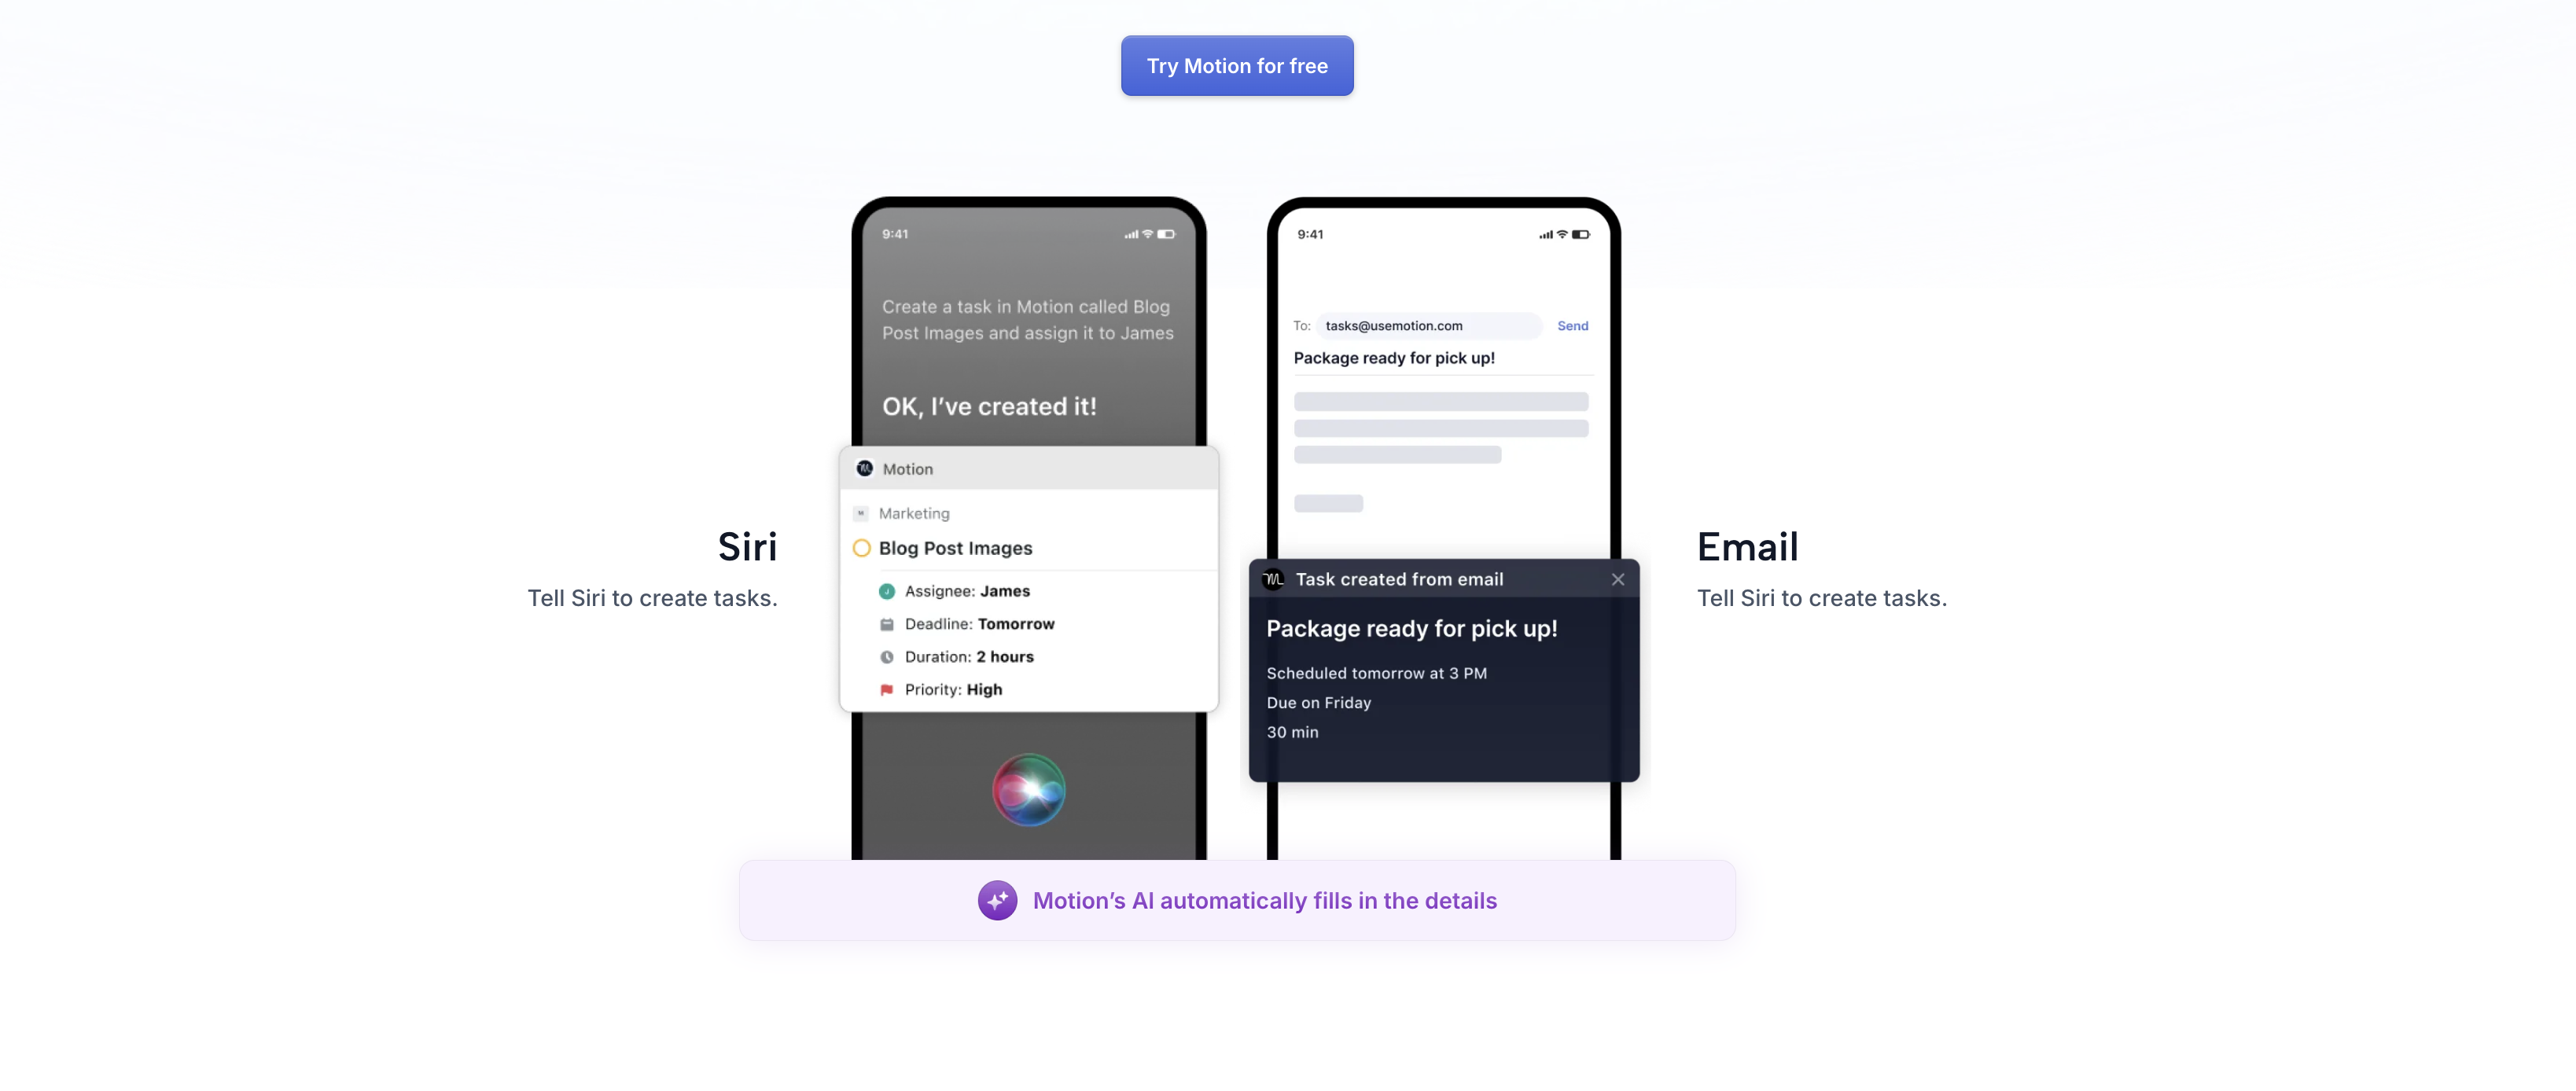 Try Motion for free
Siri
Tell Siri to create tasks.
9:41
Create a task in Motion called Blog
Post Images and assign it to James
OK, I’ve created it!
Motion
M Marketing
Blog Post Images
J Assignee: James
Deadline: Tomorrow
Duration: 2 hours
Priority: High
9:41
To: tasks@usemotion.com Send
Package ready for pick up!
Task created from email
Package ready for pick up!
Scheduled tomorrow at 3 PM
Due on Friday
30 min
Email
Tell Siri to create tasks.
Motion’s AI automatically fills in the details